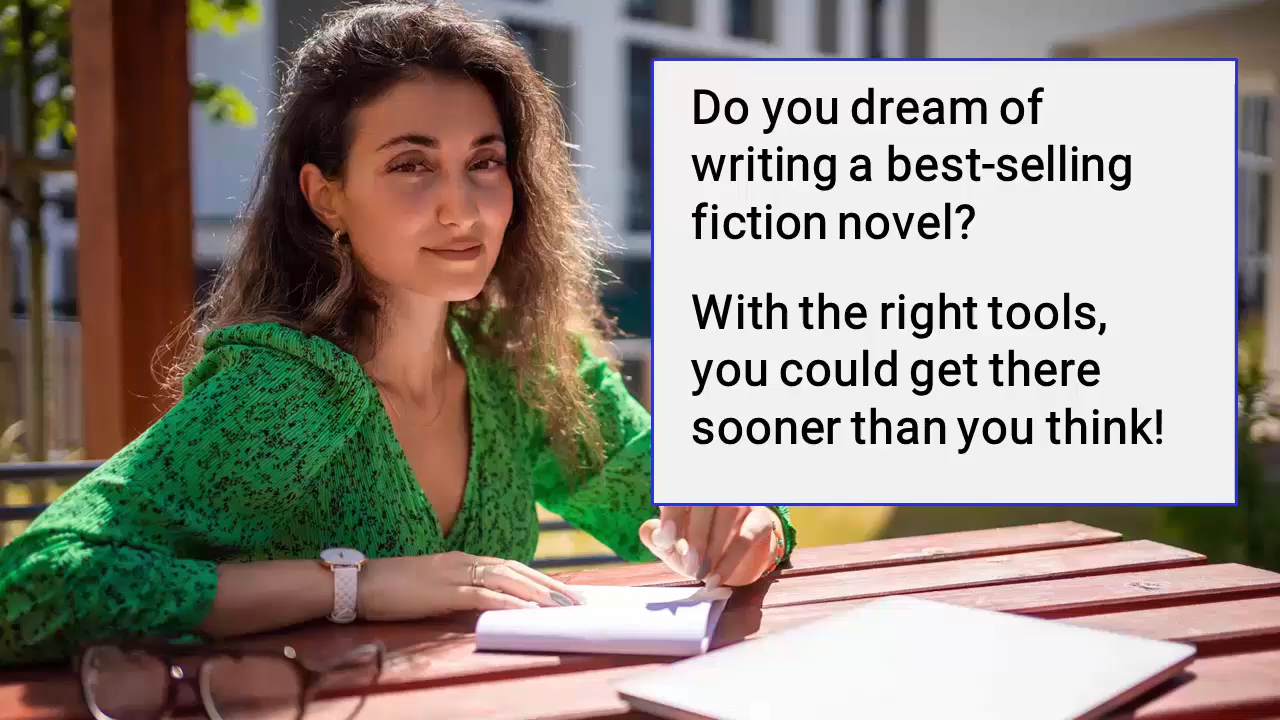 Do you dream of
writing a best-selling
fiction novel?
With the right tools,
you could get there
sooner than you think!